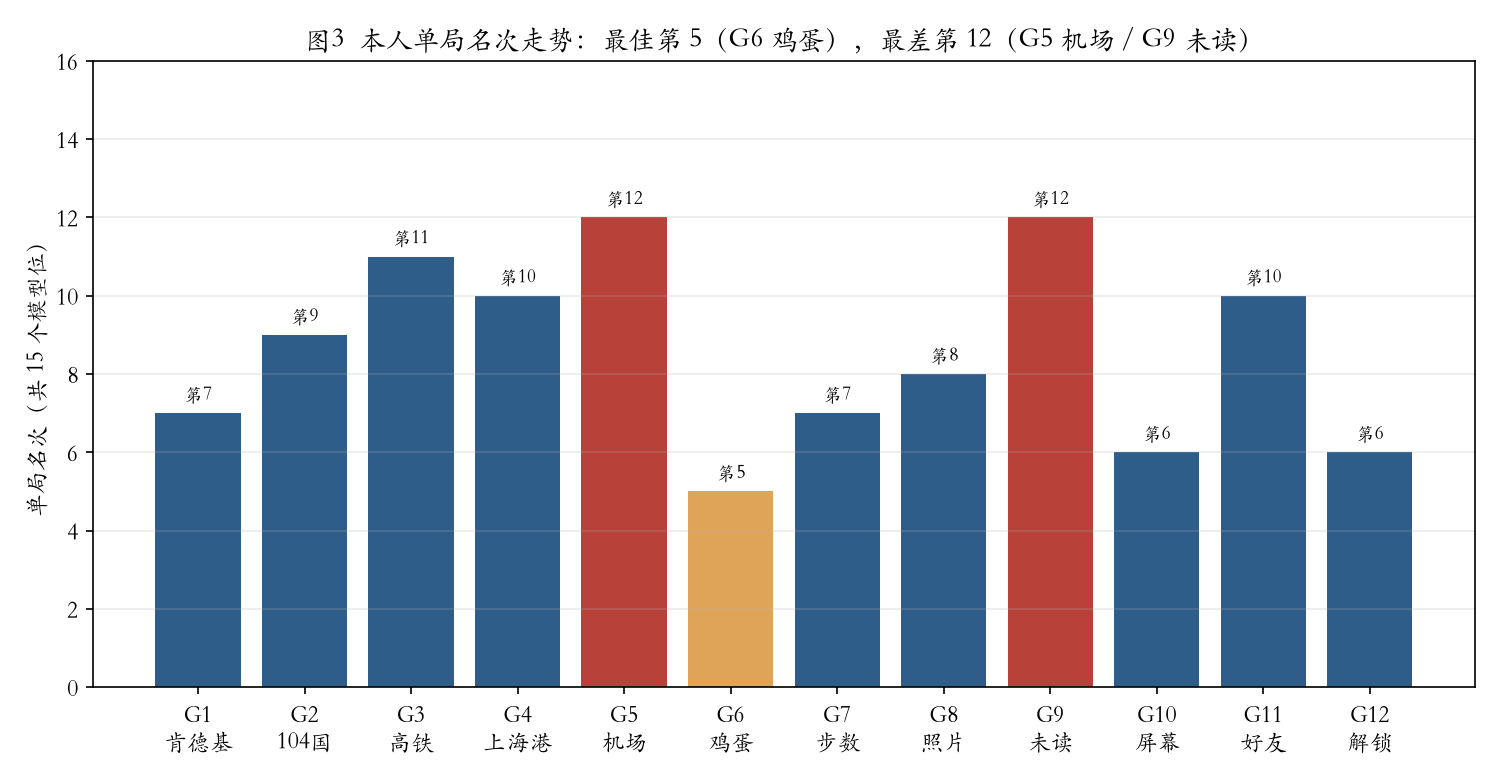 图3 本人单局名次走势：最佳第 5（G6 鸡蛋），最差第 12（G5 机场 / G9 未读）
单局名次（共 15 个模型位）
16
14
12
10
8
6
4
2
0
第7
第9
第11
第10
第12
第5
第7
第8
第12
第6
第10
第6
G1 G2 G3 G4 G5 G6 G7 G8 G9 G10 G11 G12
肯德基 104国 高铁 上海港 机场 鸡蛋 步数 照片 未读 屏幕 好友 解锁